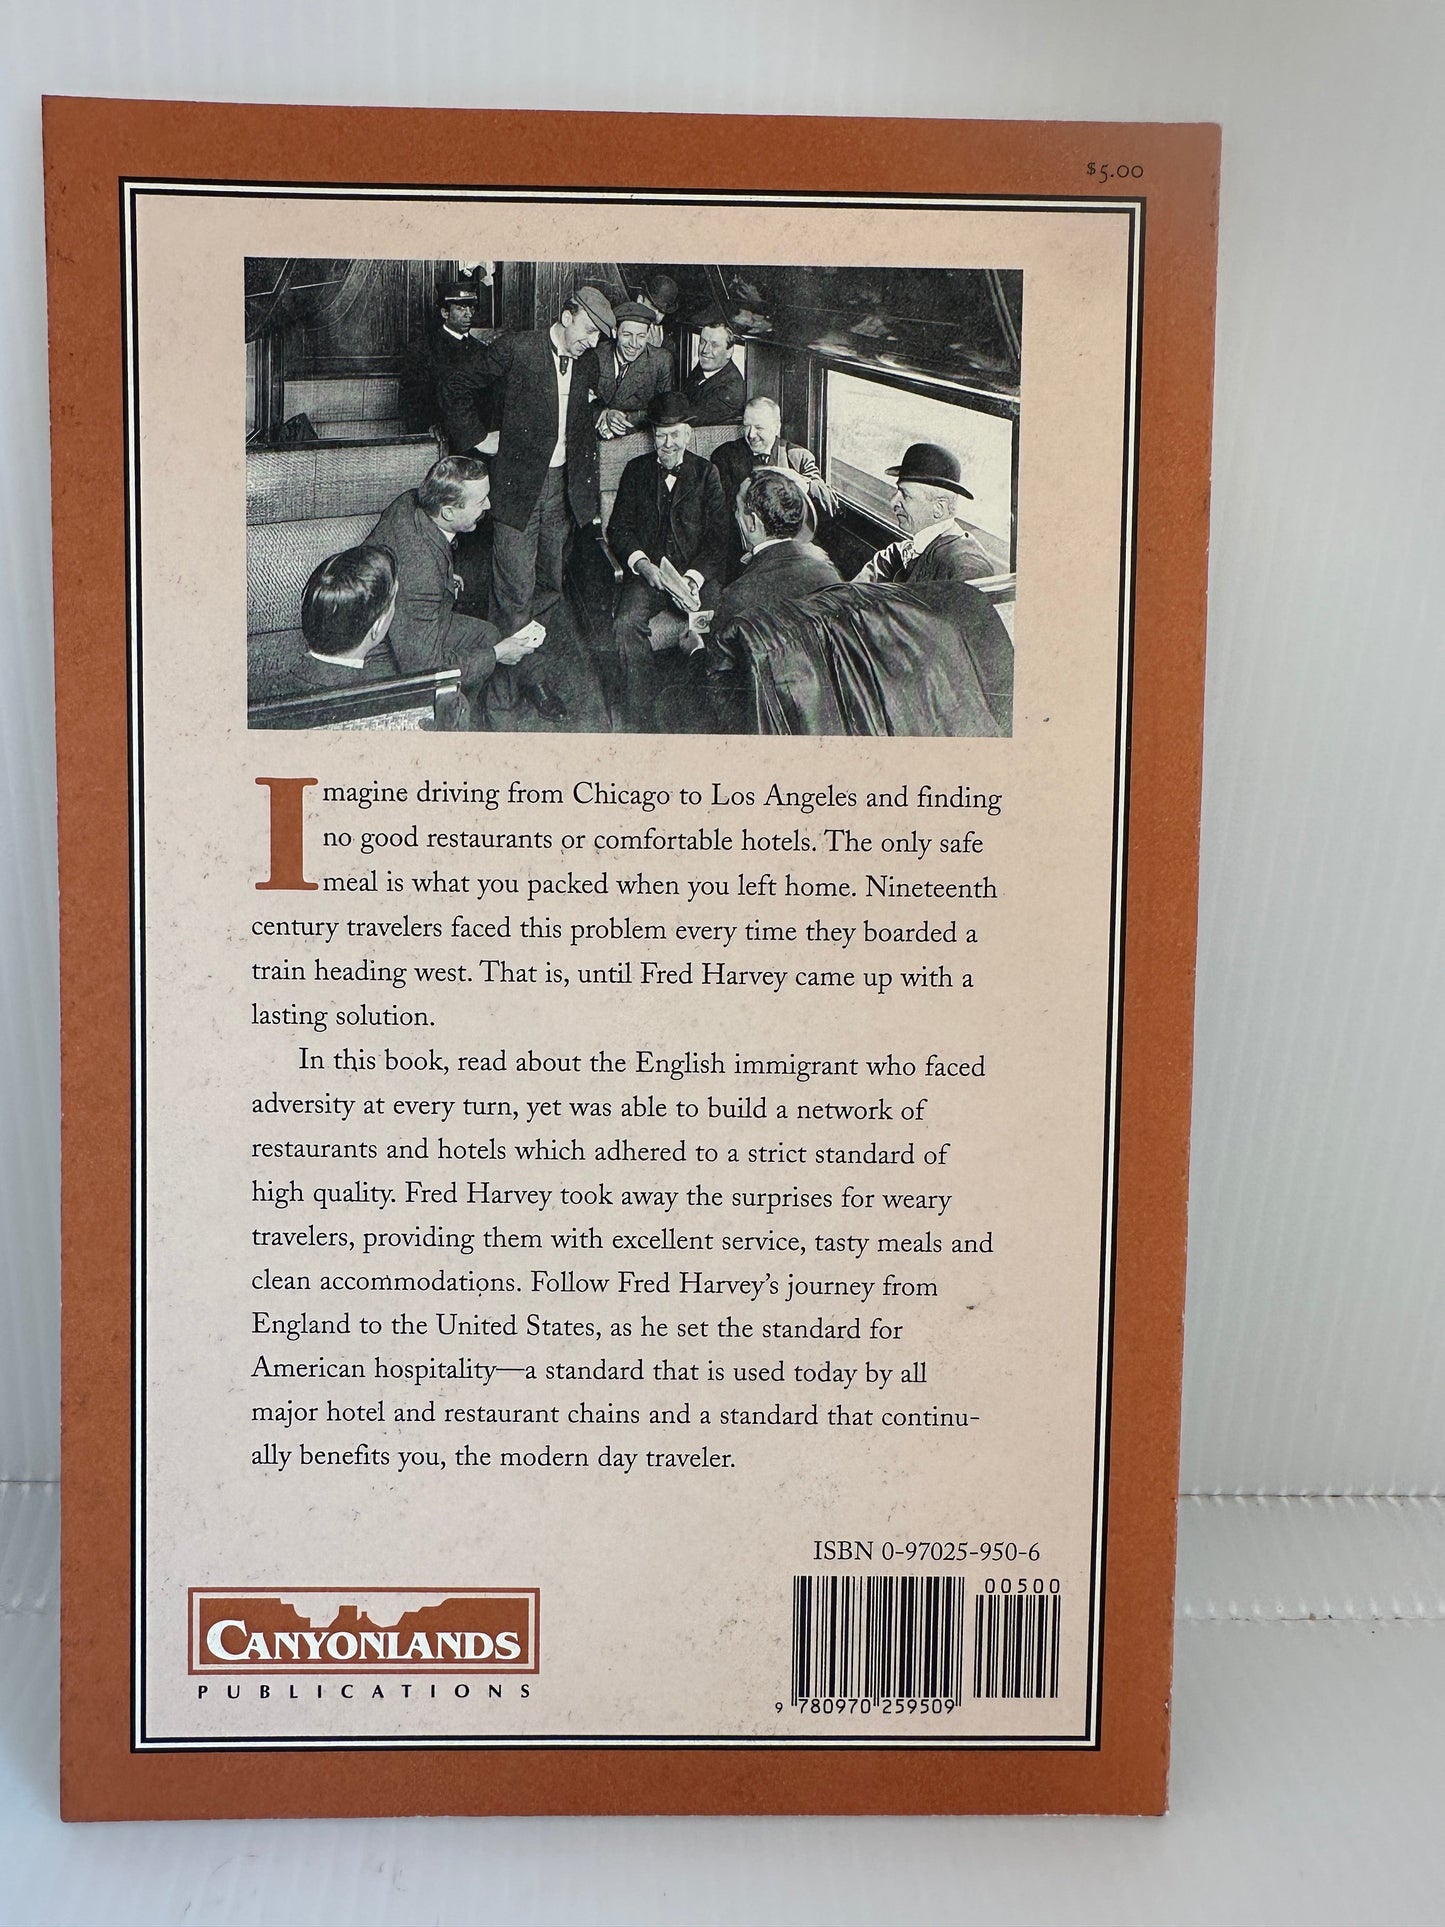 $5.00
Imagine driving from Chicago to Los Angeles and finding
no good restaurants or comfortable hotels. The only safe
meal is what you packed when you left home. Nineteenth
century travelers faced this problem every time they boarded a
train heading west. That is, until Fred Harvey came up with a
lasting solution.
In this book, read about the English immigrant who faced
adversity at every turn, yet was able to build a network of
restaurants and hotels which adhered to a strict standard of
high quality. Fred Harvey took away the surprises for weary
travelers, providing them with excellent service, tasty meals and
clean accommodations. Follow Fred Harvey’s journey from
England to the United States, as he set the standard for
American hospitality—a standard that is used today by all
major hotel and restaurant chains and a standard that continu-
ally benefits you, the modern day traveler.
ISBN 0-97025-950-6
00500
9 780970 259509
CANYONLANDS
PUBLICATIONS